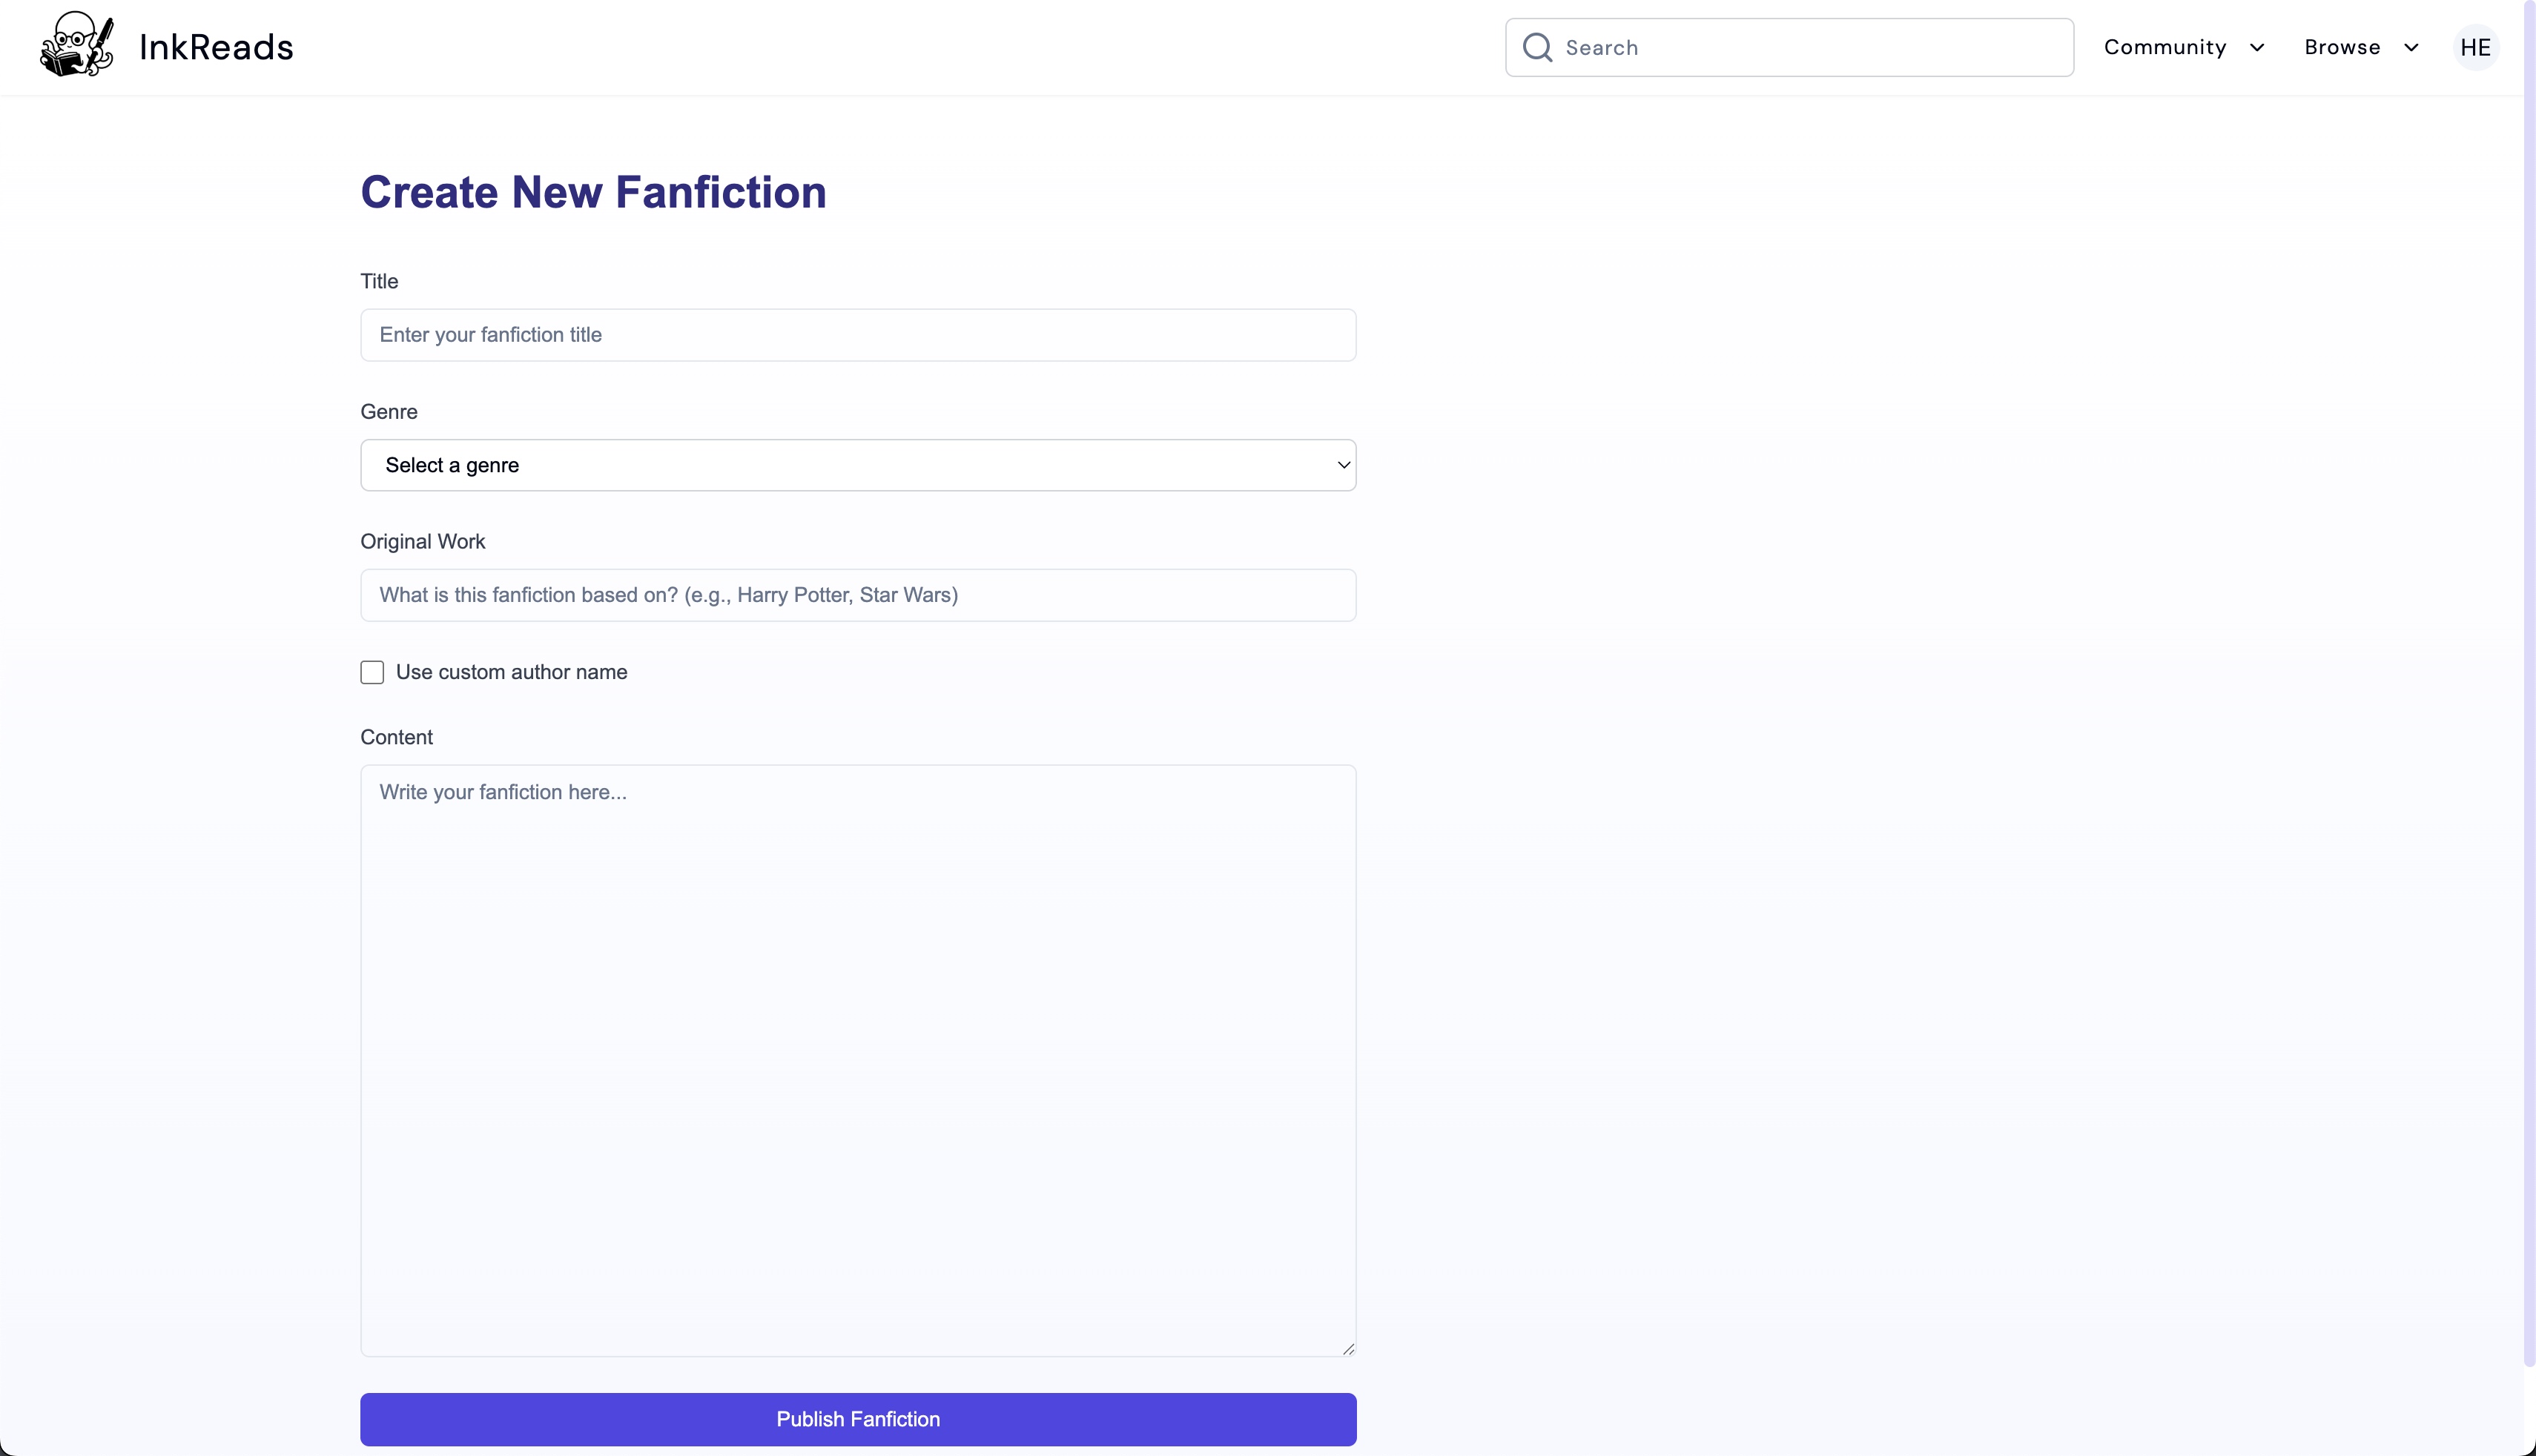 InkReads
Search
Community
Browse
HE
Create New Fanfiction
Title
Enter your fanfiction title
Genre
Select a genre
Original Work
What is this fanfiction based on? (e.g., Harry Potter, Star Wars)
Use custom author name
Content
Write your fanfiction here...
Publish Fanfiction